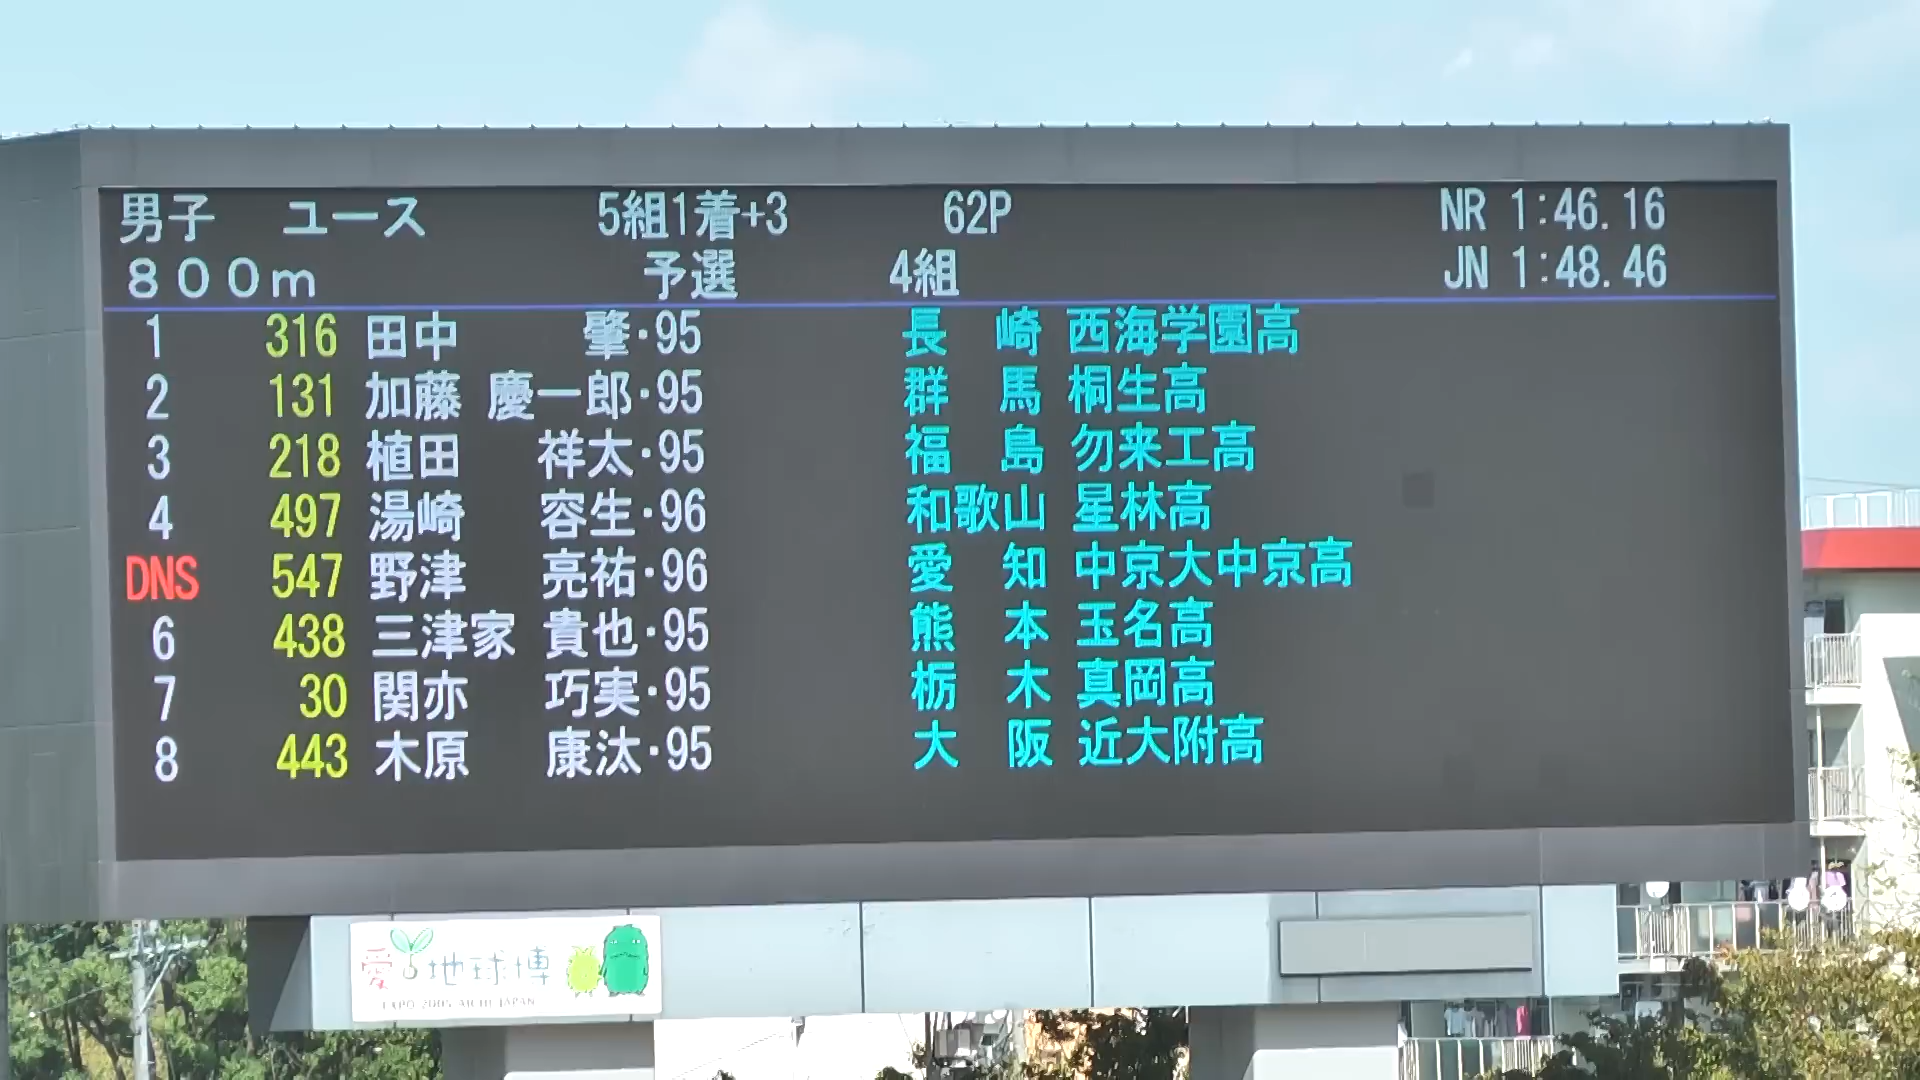 男子 ユース 5組1着+3 62P NR 1:46.16
800m 予選 4組 JN 1:48.46
1 316 田中 肇・95 長崎 西海学園高
2 131 加藤 慶一郎・95 群馬 桐生高
3 218 植田 祥太・95 福島 勿来工高
4 497 湯崎 容生・96 和歌山 星林高
DNS 547 野津 亮祐・96 愛知 中京大中京高
6 438 三津家 貴也・95 熊本 玉名高
7 30 関亦 巧実・95 栃木 真岡高
8 443 木原 康汰・95 大阪 近大附高
愛・地球博
EXPO 2005 AICHI JAPAN